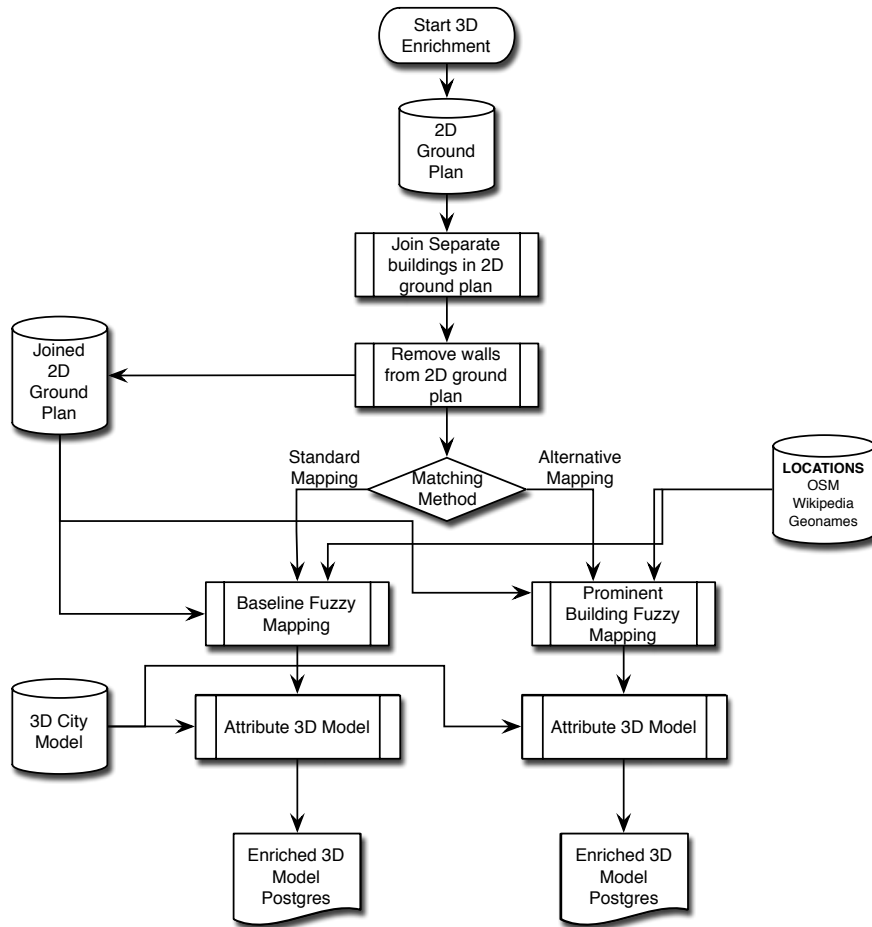 Start 3D
Enrichment
2D
Ground
Plan
Join Separate
buildings in 2D
ground plan
Joined
2D
Ground
Plan
Remove walls
from 2D ground
plan
Standard
Mapping
Matching
Method
Alternative
Mapping
LOCATIONS
OSM
Wikipedia
Geonames
Baseline Fuzzy
Mapping
Prominent
Building Fuzzy
Mapping
3D City
Model
Attribute 3D Model
Attribute 3D Model
Enriched 3D
Model
Postgres
Enriched 3D
Model
Postgres